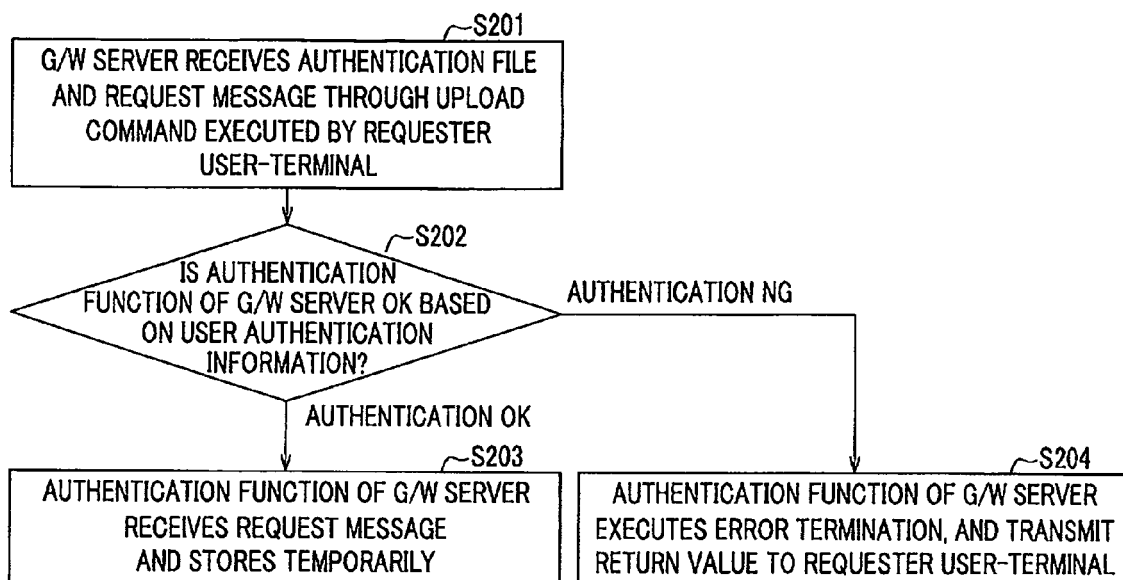 S201
G/W SERVER RECEIVES AUTHENTICATION FILE
AND REQUEST MESSAGE THROUGH UPLOAD
COMMAND EXECUTED BY REQUESTER
USER-TERMINAL
S202
IS AUTHENTICATION
FUNCTION OF G/W SERVER OK BASED
ON USER AUTHENTICATION
INFORMATION?
AUTHENTICATION NG
AUTHENTICATION OK
S203
AUTHENTICATION FUNCTION OF G/W SERVER
RECEIVES REQUEST MESSAGE
AND STORES TEMPORARILY
S204
AUTHENTICATION FUNCTION OF G/W SERVER
EXECUTES ERROR TERMINATION, AND TRANSMIT
RETURN VALUE TO REQUESTER USER-TERMINAL